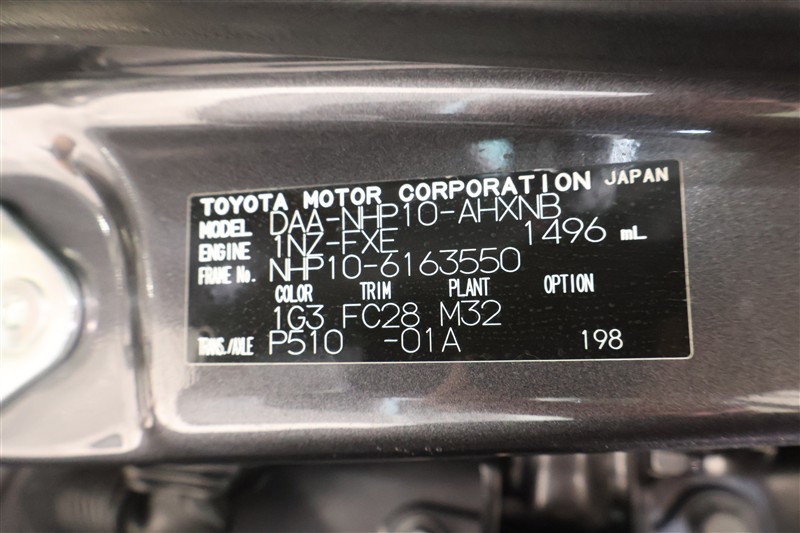 TOYOTA MOTOR CORPORATION JAPAN
MODEL DAA-NHP10-AHXNB
ENGINE 1NZ-FXE 1496 mL
FRAME No. NHP10-6163550
COLOR TRIM PLANT OPTION
1G3 FC28 M32
TRANS./AXLE P510 -01A 198